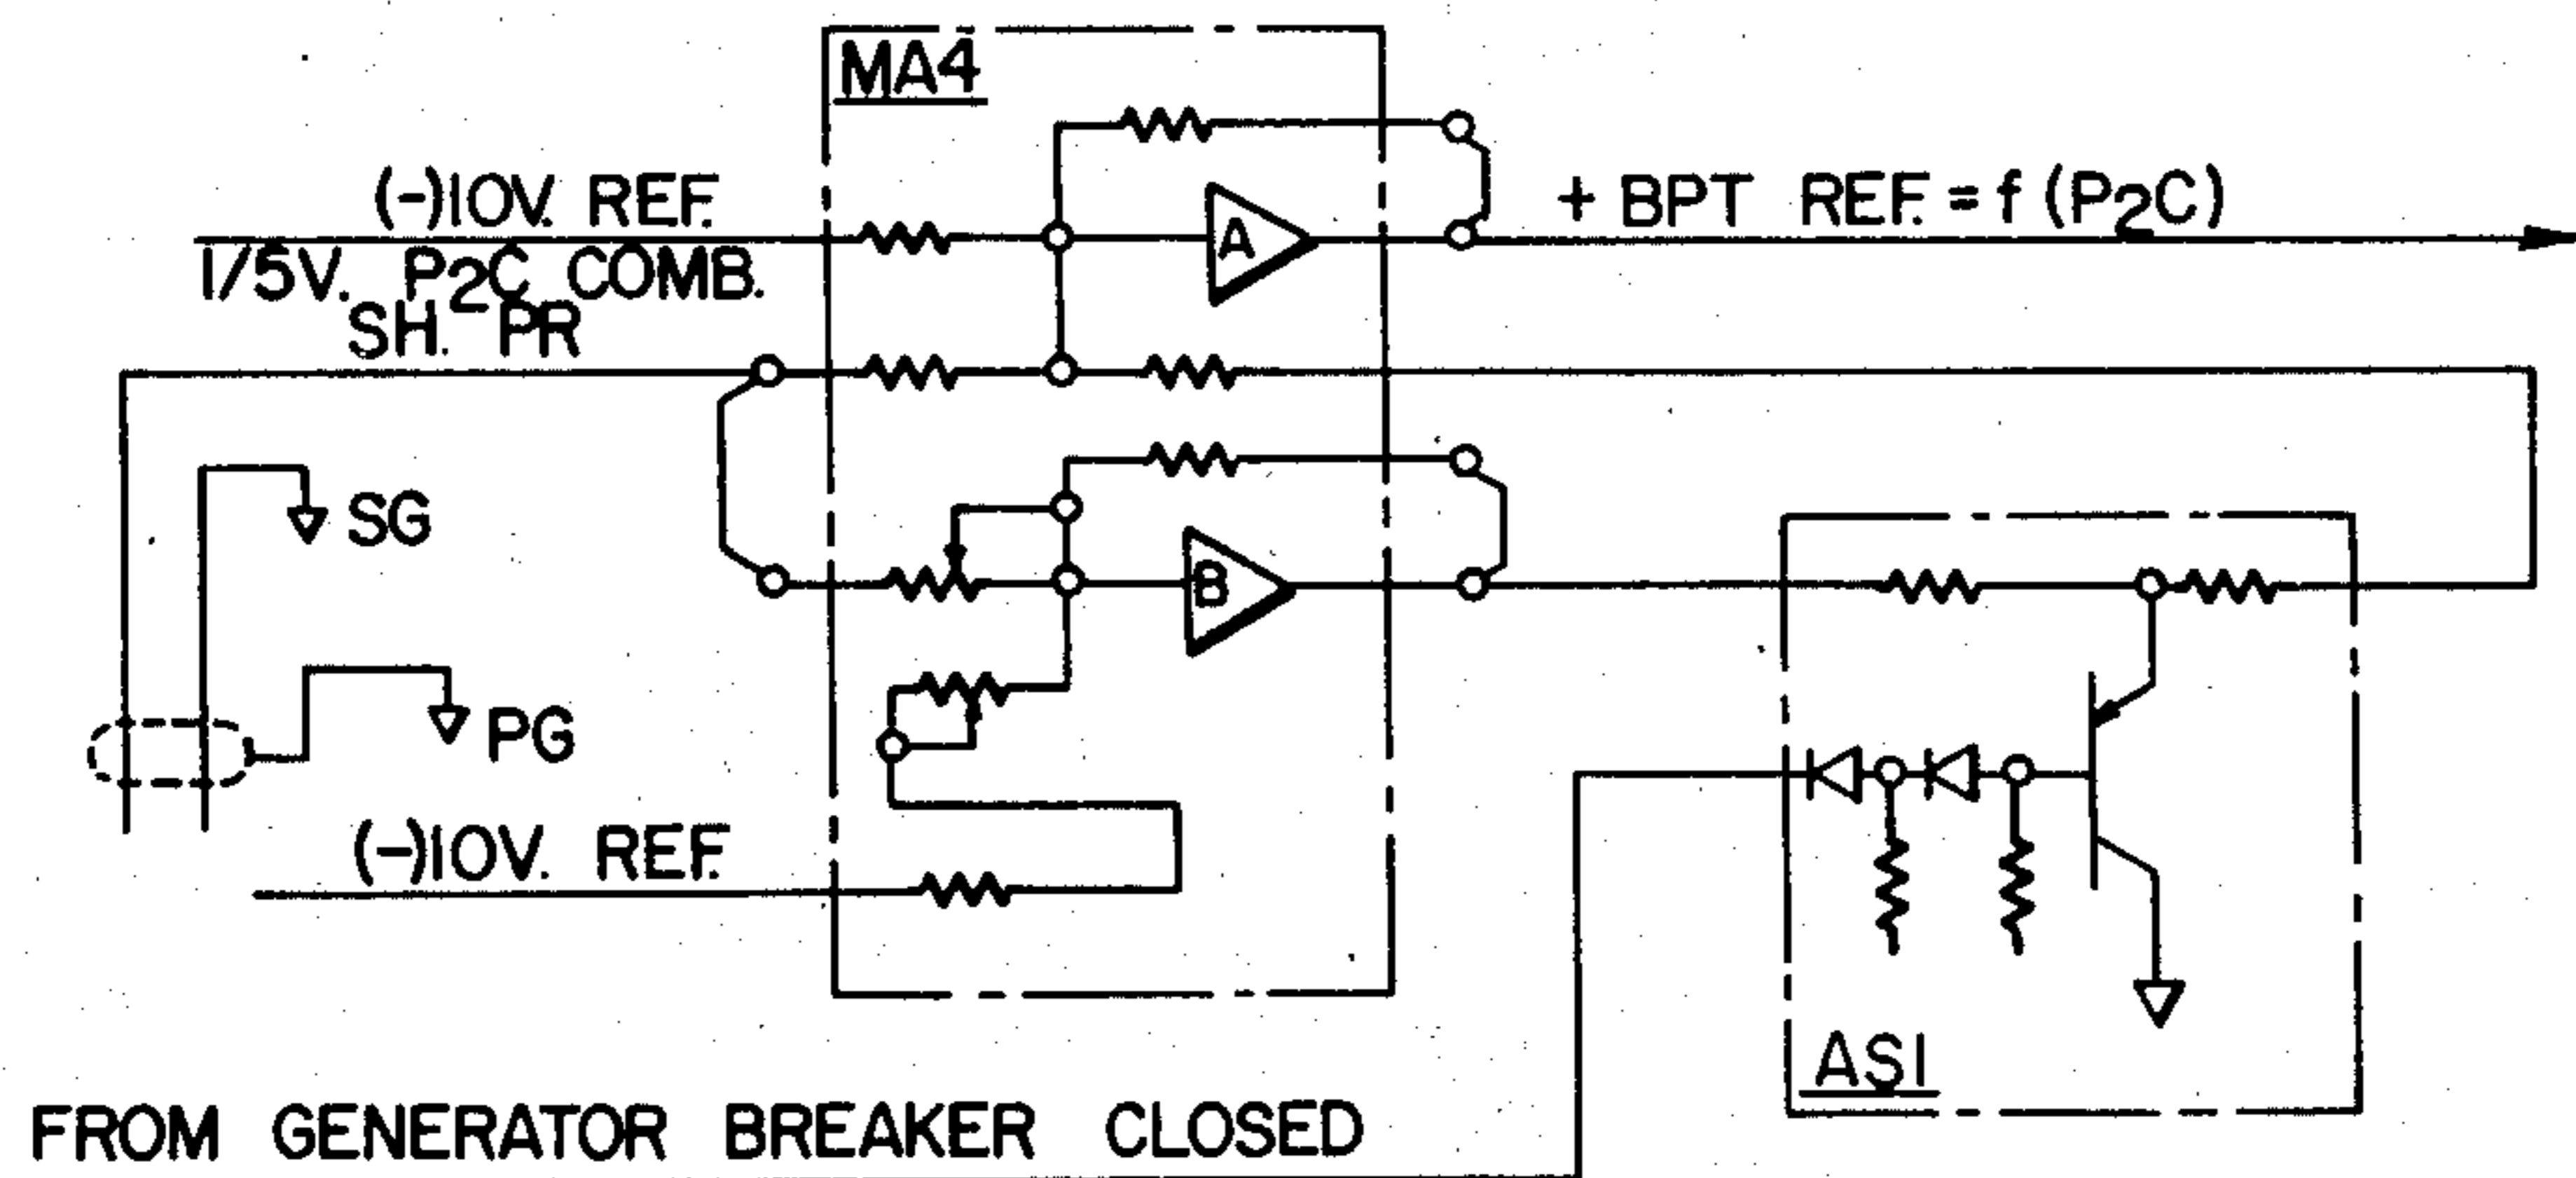 MA4
(-)10V. REF.
1/5V. P2C COMB.
SH. PR
A
+ BPT REF. = f (P2C)
SG
B
PG
(-)10V. REF.
AS1
FROM GENERATOR BREAKER CLOSED